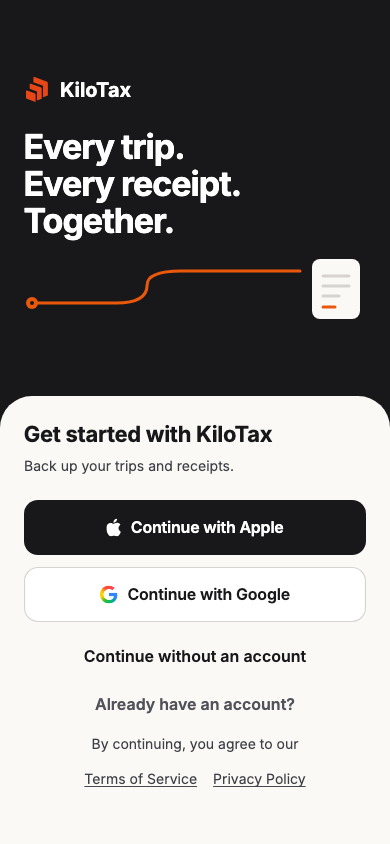 KiloTax
Every trip.
Every receipt.
Together.
Get started with KiloTax
Back up your trips and receipts.
Continue with Apple
Continue with Google
Continue without an account
Already have an account?
By continuing, you agree to our
Terms of Service Privacy Policy